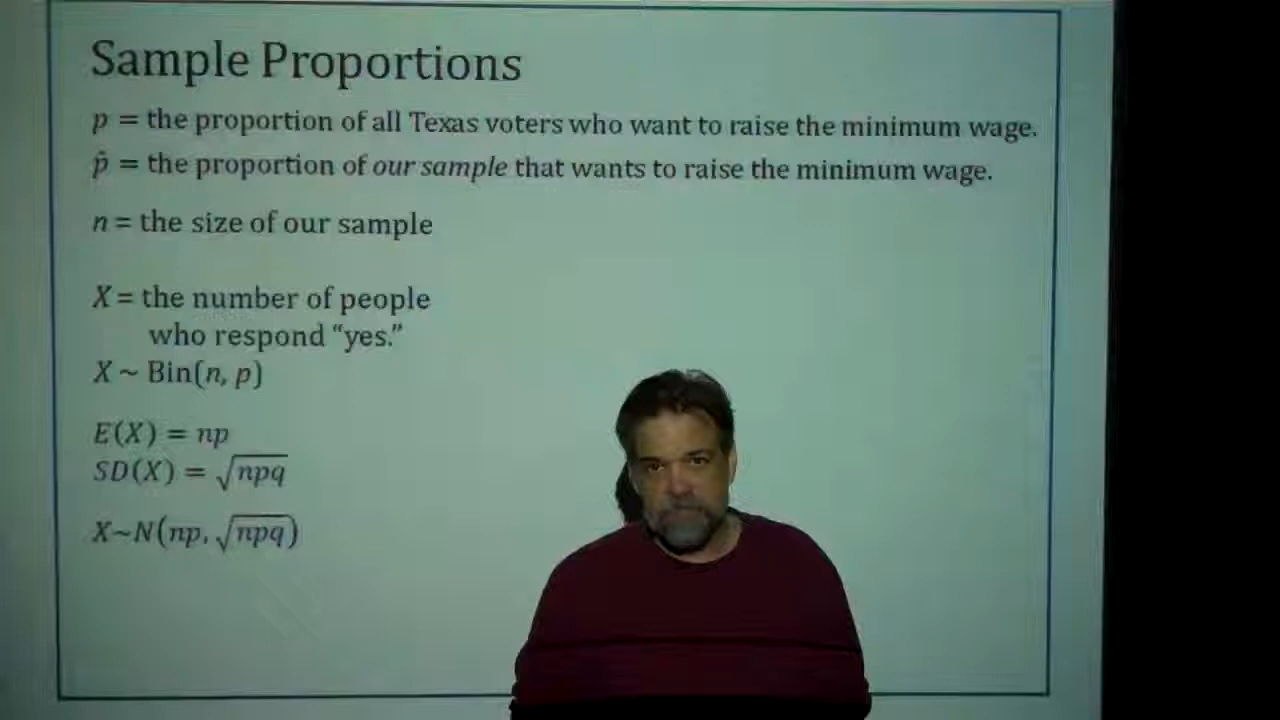 Sample Proportions
p = the proportion of all Texas voters who want to raise the minimum wage.
p̂ = the proportion of our sample that wants to raise the minimum wage.
n = the size of our sample
X = the number of people
who respond “yes.”
X ~ Bin(n, p)
E(X) = np
SD(X) = √npq
X~N(np, √npq)